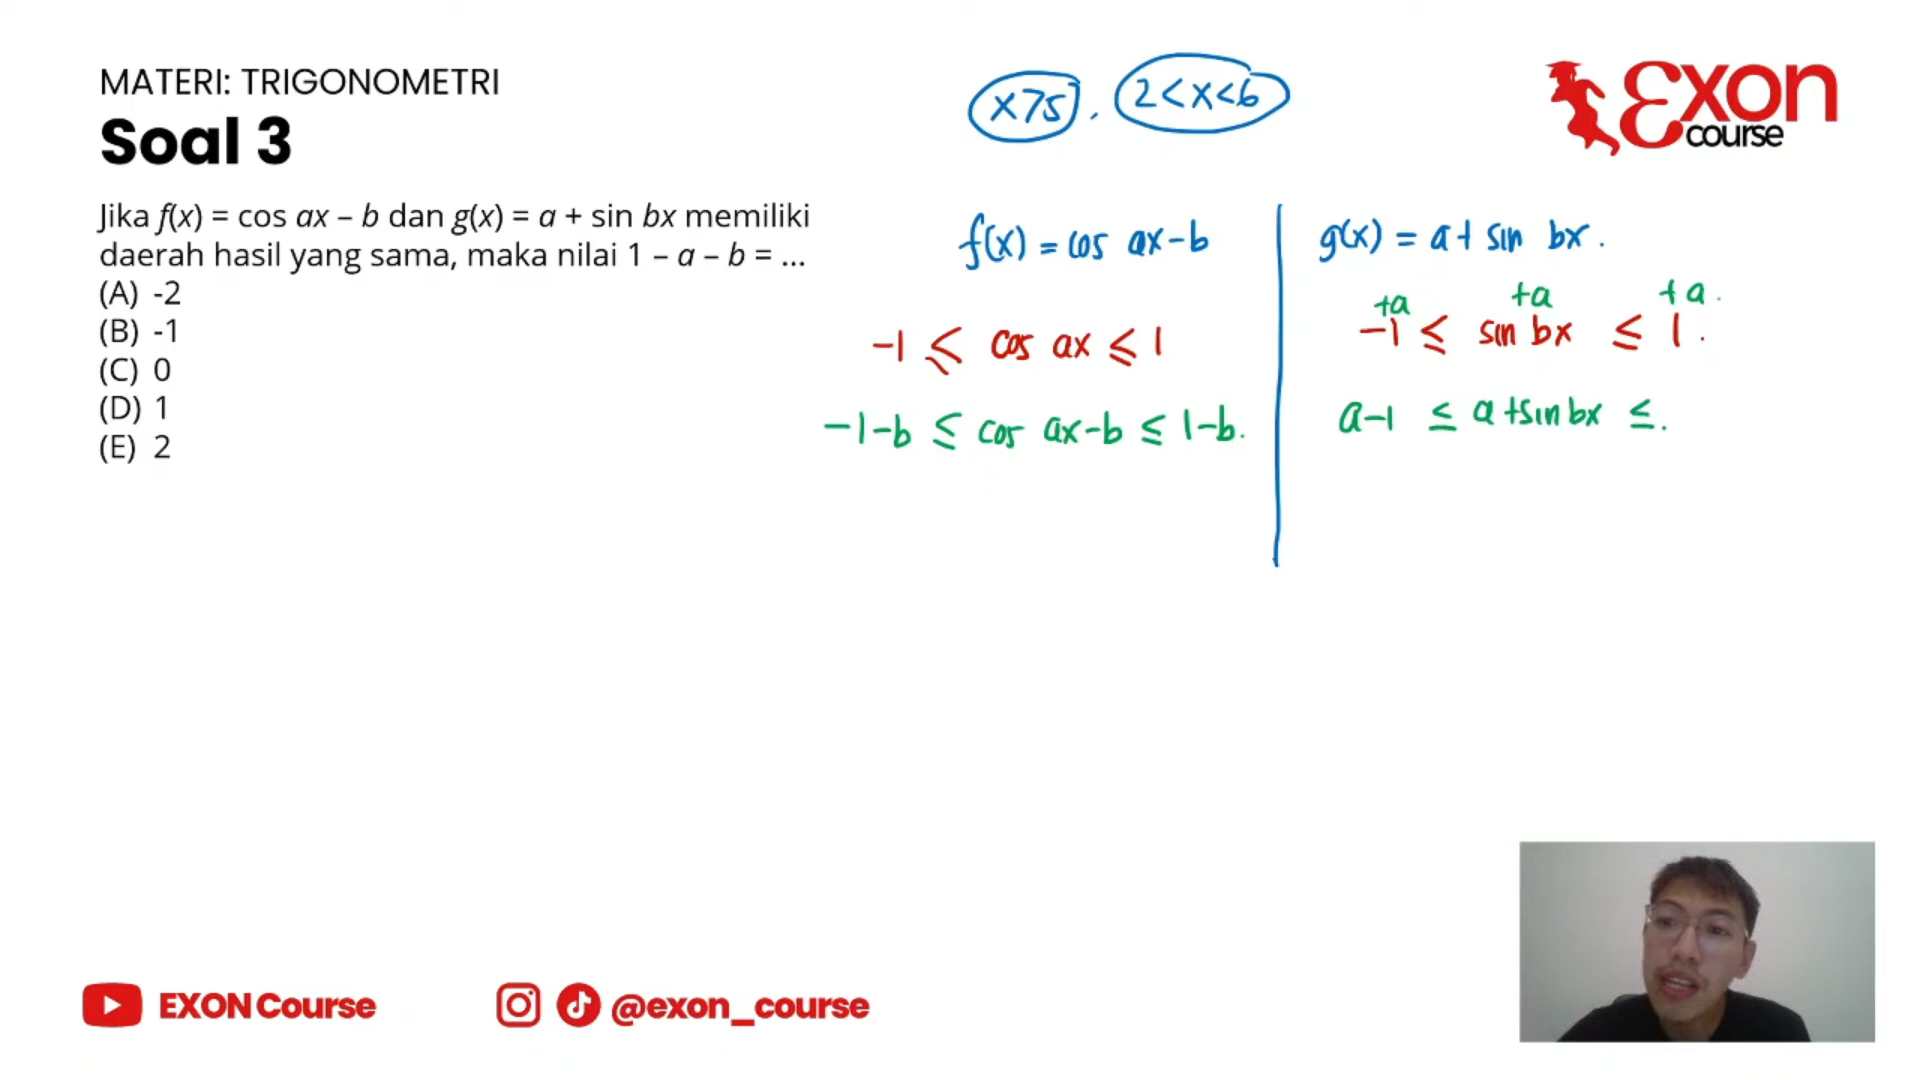 MATERI: TRIGONOMETRI
Soal 3
Jika f(x) = cos ax – b dan g(x) = a + sin bx memiliki
daerah hasil yang sama, maka nilai 1 – a – b = ...
(A) -2
(B) -1
(C) 0
(D) 1
(E) 2
x>5 . 2<x<6
f(x) = cos ax-b
-1 ≤ cos ax ≤ 1
-1-b ≤ cos ax-b ≤ 1-b.
g(x) = a+ sin bx.
+a +a +a.
-1 ≤ sin bx ≤ 1.
a-1 ≤ a+sin bx ≤.
Exon
course
EXON Course
@exon_course